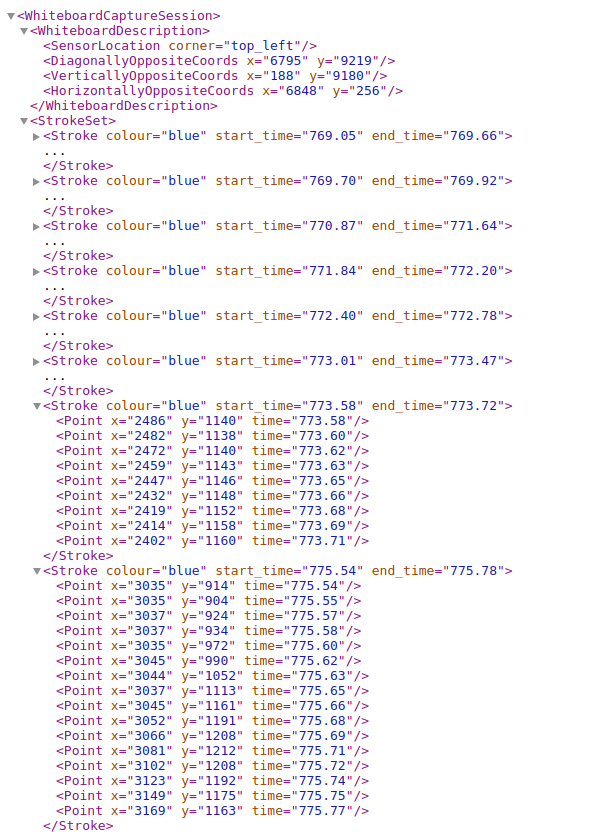 <WhiteboardCaptureSession>
<WhiteboardDescription>
<SensorLocation corner="top_left"/>
<DiagonallyOppositeCoords x="6795" y="9219"/>
<VerticallyOppositeCoords x="188" y="9180"/>
<HorizontallyOppositeCoords x="6848" y="256"/>
</WhiteboardDescription>
<StrokeSet>
<Stroke colour="blue" start_time="769.05" end_time="769.66">
...
</Stroke>
<Stroke colour="blue" start_time="769.70" end_time="769.92">
...
</Stroke>
<Stroke colour="blue" start_time="770.87" end_time="771.64">
...
</Stroke>
<Stroke colour="blue" start_time="771.84" end_time="772.20">
...
</Stroke>
<Stroke colour="blue" start_time="772.40" end_time="772.78">
...
</Stroke>
<Stroke colour="blue" start_time="773.01" end_time="773.47">
...
</Stroke>
<Stroke colour="blue" start_time="773.58" end_time="773.72">
<Point x="2486" y="1140" time="773.58"/>
<Point x="2482" y="1138" time="773.60"/>
<Point x="2472" y="1140" time="773.62"/>
<Point x="2459" y="1143" time="773.63"/>
<Point x="2447" y="1146" time="773.65"/>
<Point x="2432" y="1148" time="773.66"/>
<Point x="2419" y="1152" time="773.68"/>
<Point x="2414" y="1158" time="773.69"/>
<Point x="2402" y="1160" time="773.71"/>
</Stroke>
<Stroke colour="blue" start_time="775.54" end_time="775.78">
<Point x="3035" y="914" time="775.54"/>
<Point x="3035" y="904" time="775.55"/>
<Point x="3037" y="924" time="775.57"/>
<Point x="3037" y="934" time="775.58"/>
<Point x="3035" y="972" time="775.60"/>
<Point x="3045" y="990" time="775.62"/>
<Point x="3044" y="1052" time="775.63"/>
<Point x="3037" y="1113" time="775.65"/>
<Point x="3045" y="1161" time="775.66"/>
<Point x="3052" y="1191" time="775.68"/>
<Point x="3066" y="1208" time="775.69"/>
<Point x="3081" y="1212" time="775.71"/>
<Point x="3102" y="1208" time="775.72"/>
<Point x="3123" y="1192" time="775.74"/>
<Point x="3149" y="1175" time="775.75"/>
<Point x="3169" y="1163" time="775.77"/>
</Stroke>